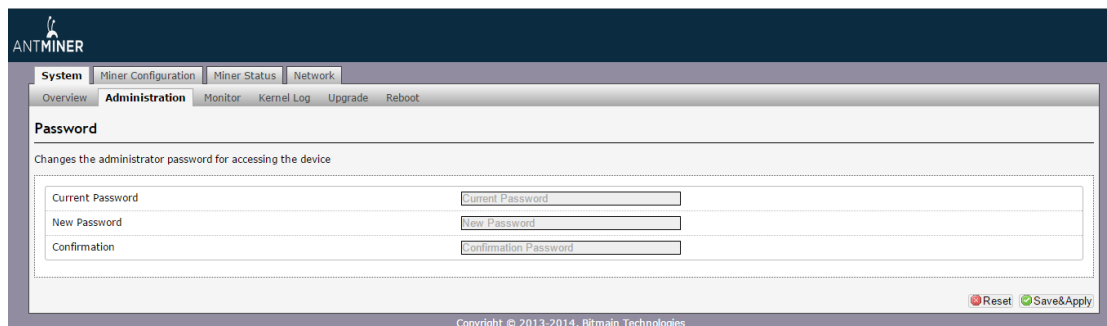 ANTMINER
System Miner Configuration Miner Status Network
Overview Administration Monitor Kernel Log Upgrade Reboot
Password
Changes the administrator password for accessing the device
Current Password Current Password
New Password New Password
Confirmation Confirmation Password
Reset Save&Apply
Copyright © 2013-2014, Bitmain Technologies